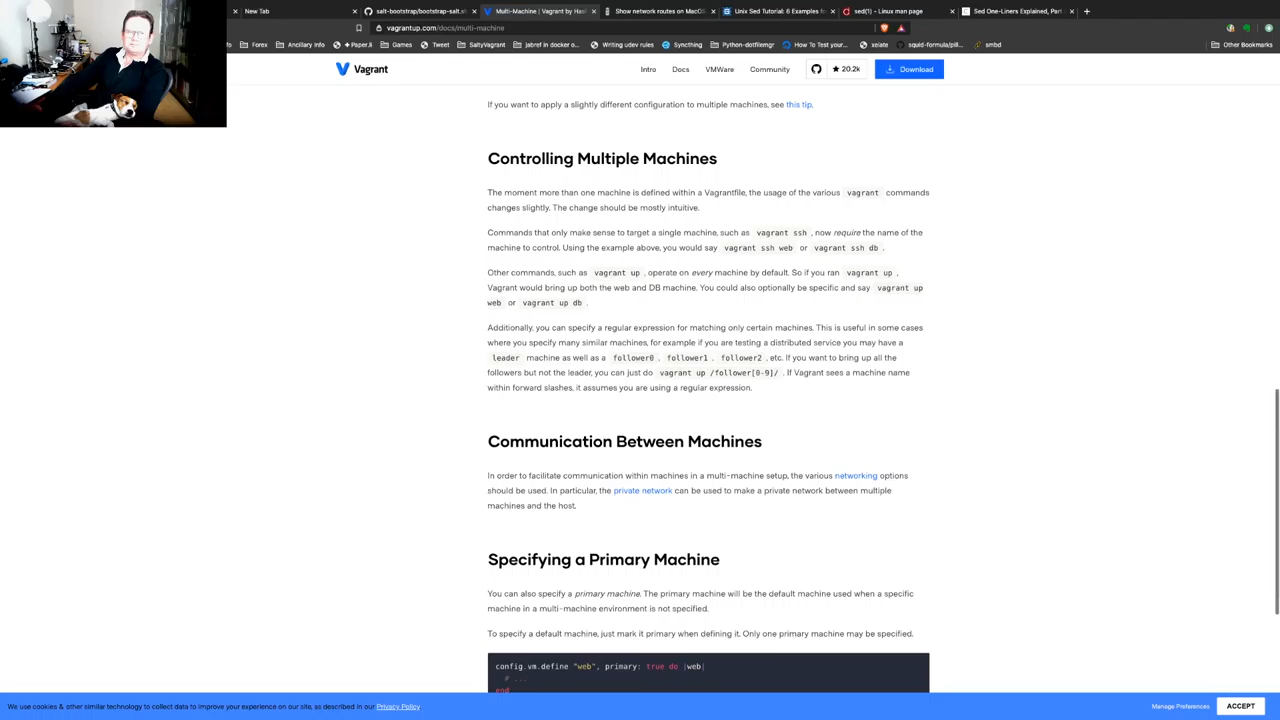 New Tab
salt-bootstrap/bootstrap-salt.s
Multi-Machine | Vagrant by Has
Show network routes on MacOS
Unix Sed Tutorial: 6 Examples fo
sed(1) - Linux man page
Sed One-Liners Explained, Part
vagrantup.com/docs/multi-machine
Forex
Ancillary Info
Paper.li
Games
Tweet
SaltyVagrant
jabref in docker o...
Writing udev rules
Syncthing
Python-dotfilemgr
How To Test your...
xelate
squid-formula/pill...
smbd
Other Bookmarks
Vagrant
Intro
Docs
VMWare
Community
20.2k
Download
If you want to apply a slightly different configuration to multiple machines, see this tip.
Controlling Multiple Machines
The moment more than one machine is defined within a Vagrantfile, the usage of the various vagrant commands
changes slightly. The change should be mostly intuitive.
Commands that only make sense to target a single machine, such as vagrant ssh , now require the name of the
machine to control. Using the example above, you would say vagrant ssh web or vagrant ssh db .
Other commands, such as vagrant up , operate on every machine by default. So if you ran vagrant up ,
Vagrant would bring up both the web and DB machine. You could also optionally be specific and say vagrant up
web or vagrant up db .
Additionally, you can specify a regular expression for matching only certain machines. This is useful in some cases
where you specify many similar machines, for example if you are testing a distributed service you may have a
leader machine as well as a follower0 , follower1 , follower2 , etc. If you want to bring up all the
followers but not the leader, you can just do vagrant up /follower[0-9]/ . If Vagrant sees a machine name
within forward slashes, it assumes you are using a regular expression.
Communication Between Machines
In order to facilitate communication within machines in a multi-machine setup, the various networking options
should be used. In particular, the private network can be used to make a private network between multiple
machines and the host.
Specifying a Primary Machine
You can also specify a primary machine. The primary machine will be the default machine used when a specific
machine in a multi-machine environment is not specified.
To specify a default machine, just mark it primary when defining it. Only one primary machine may be specified.
config.vm.define "web", primary: true do |web|
# ...
end
We use cookies & other similar technology to collect data to improve your experience on our site, as described in our Privacy Policy.
Manage Preferences
ACCEPT